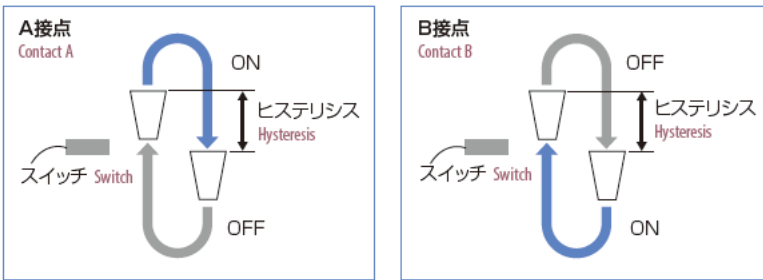 A接点
Contact A
ON
ヒステリシス
Hysteresis
スイッチ Switch
OFF
B接点
Contact B
OFF
ヒステリシス
Hysteresis
スイッチ Switch
ON